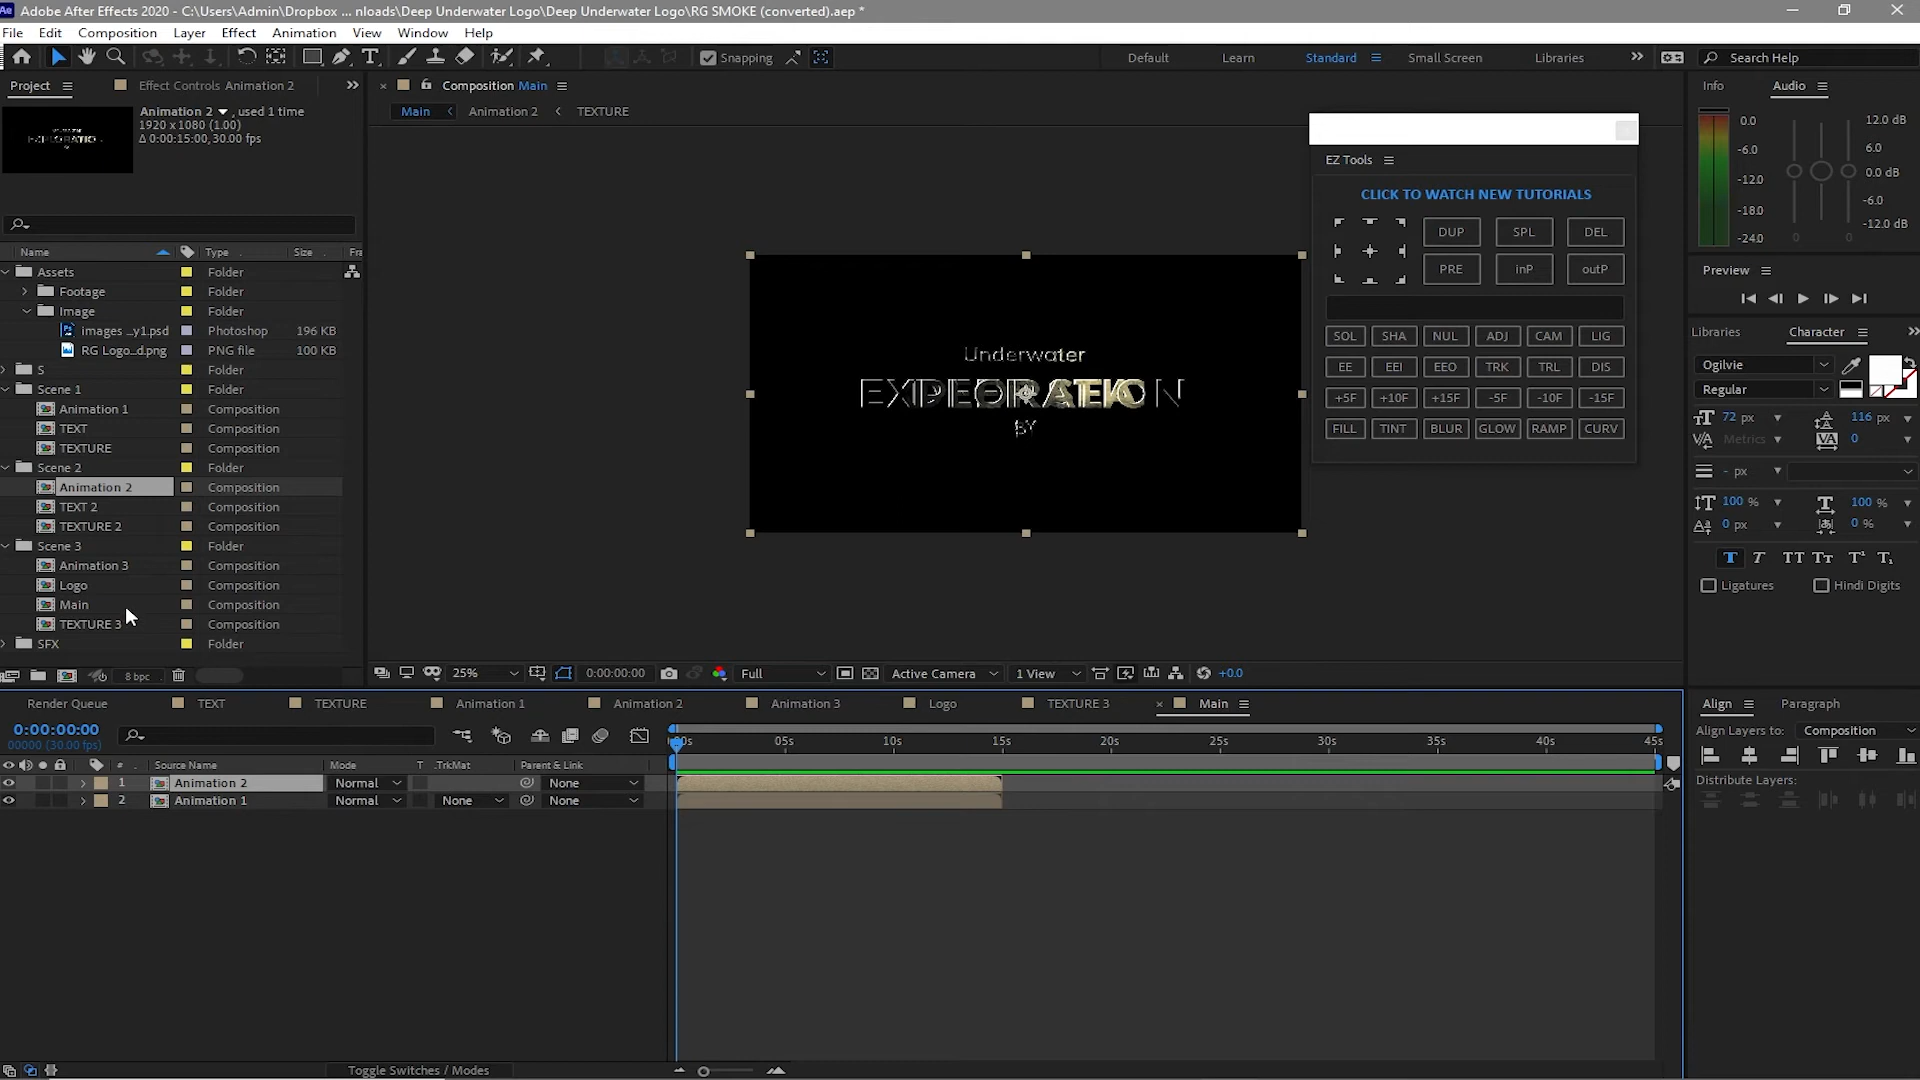 Adobe After Effects 2020 - C:\Users\Admin\Dropbox ... nloads\Deep Underwater Logo\Deep Underwater Logo\RG SMOKE (converted).aep *
File Edit Composition Layer Effect Animation View Window Help
Snapping
Default Learn Standard Small Screen Libraries
Search Help
Project Effect Controls Animation 2
Animation 2 , used 1 time
1920 x 1080 (1.00)
Δ 0:00:15:00, 30.00 fps
Name Type Size Fra
Assets Folder
Footage Folder
Image Folder
images _y1.psd Photoshop 196 KB
RG Logo_d.png PNG file 100 KB
S Folder
Scene 1 Folder
Animation 1 Composition
TEXT Composition
TEXTURE Composition
Scene 2 Folder
Animation 2 Composition
TEXT 2 Composition
TEXTURE 2 Composition
Scene 3 Folder
Animation 3 Composition
Logo Composition
Main Composition
TEXTURE 3 Composition
SFX Folder
8 bpc
Composition Main
Main Animation 2 TEXTURE
Underwater
BY
EZ Tools
CLICK TO WATCH NEW TUTORIALS
DUP SPL DEL
PRE inP outP
SOL SHA NUL ADJ CAM LIG
EE EEI EEO TRK TRL DIS
+5F +10F +15F -5F -10F -15F
FILL TINT BLUR GLOW RAMP CURV
25% 0:00:00:00 Full Active Camera 1 View +0.0
Info Audio
0.0 12.0 dB
-6.0 6.0
-12.0 0.0 dB
-18.0 -6.0
-24.0 0 0 -12.0 dB
Preview
Libraries Character
Ogilvie
Regular
72 px 116 px
Metrics 0
- px
100 % 100 %
0 px 0 %
Ligatures Hindi Digits
Render Queue TEXT TEXTURE Animation 1 Animation 2 Animation 3 Logo TEXTURE 3 Main
0:00:00:00
00000 (30.00 fps)
05s 10s 15s 20s 25s 30s 35s 40s 45s
# Source Name Mode T .TrkMat Parent & Link
1 Animation 2 Normal None
2 Animation 1 Normal None None
Toggle Switches / Modes
Align Paragraph
Align Layers to: Composition
Distribute Layers: